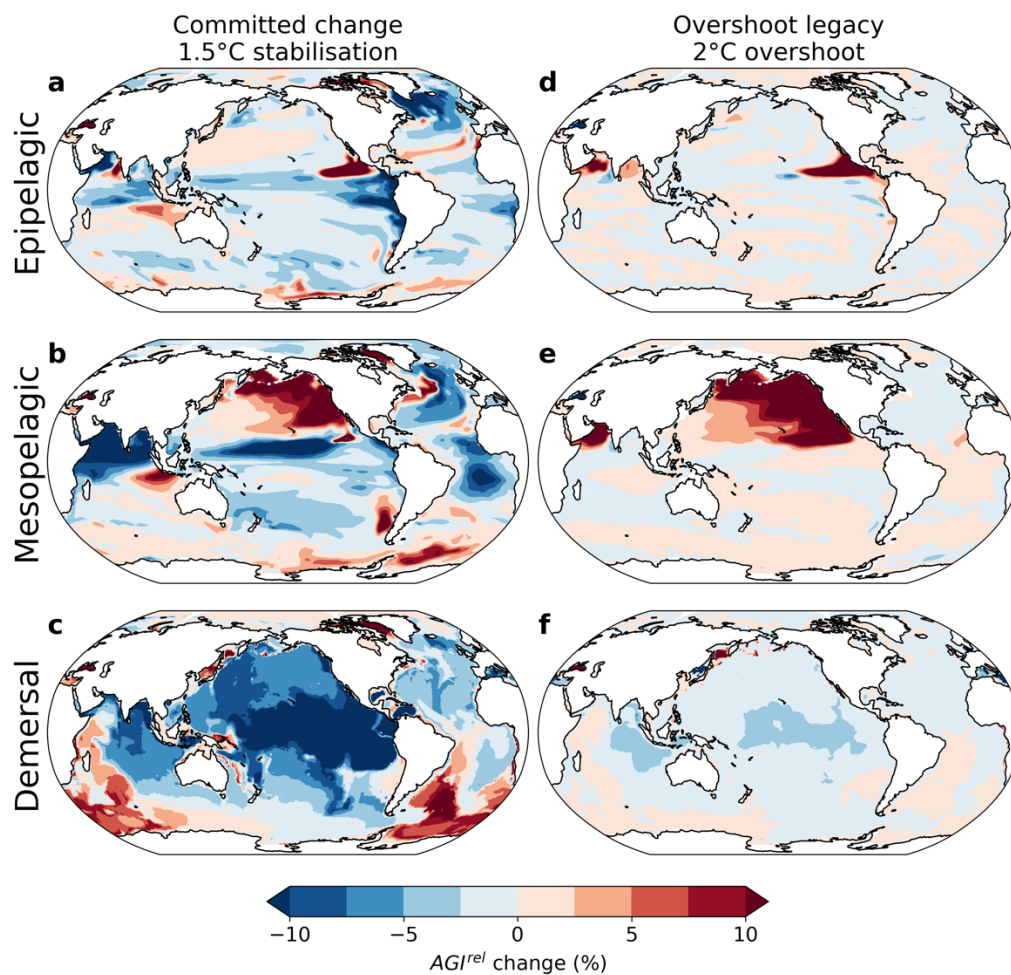 Committed change
1.5°C stabilisation
Overshoot legacy
2°C overshoot
a
d
Epipelagic
b
e
Mesopelagic
c
f
Demersal
−10
−5
0
5
10
AGI^rel change (%)